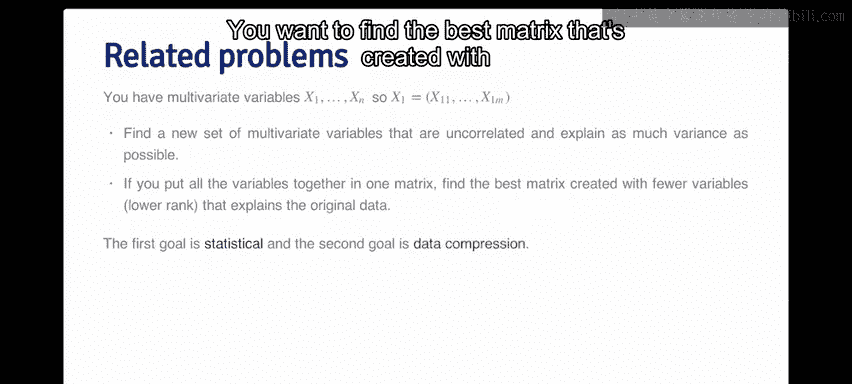 You want to find the best matrix that's
created with
Related problems
You have multivariate variables X₁, … , Xₙ so X₁ = (X₁₁, … , X₁ₘ)
· Find a new set of multivariate variables that are uncorrelated and explain as much variance as
possible.
· If you put all the variables together in one matrix, find the best matrix created with fewer variables
(lower rank) that explains the original data.
The first goal is statistical and the second goal is data compression.